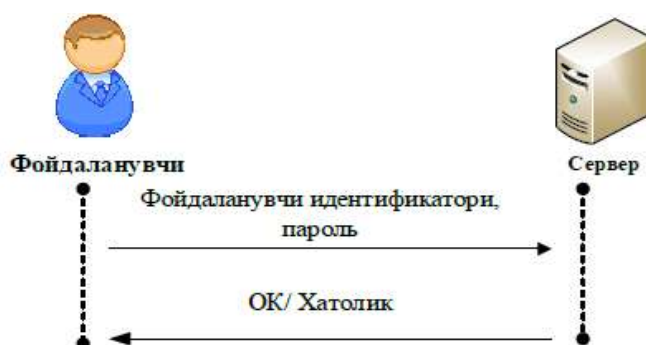 Фойдаланувчи
Сервер
Фойдаланувчи идентификатори,
пароль
ОК/ Хатолик